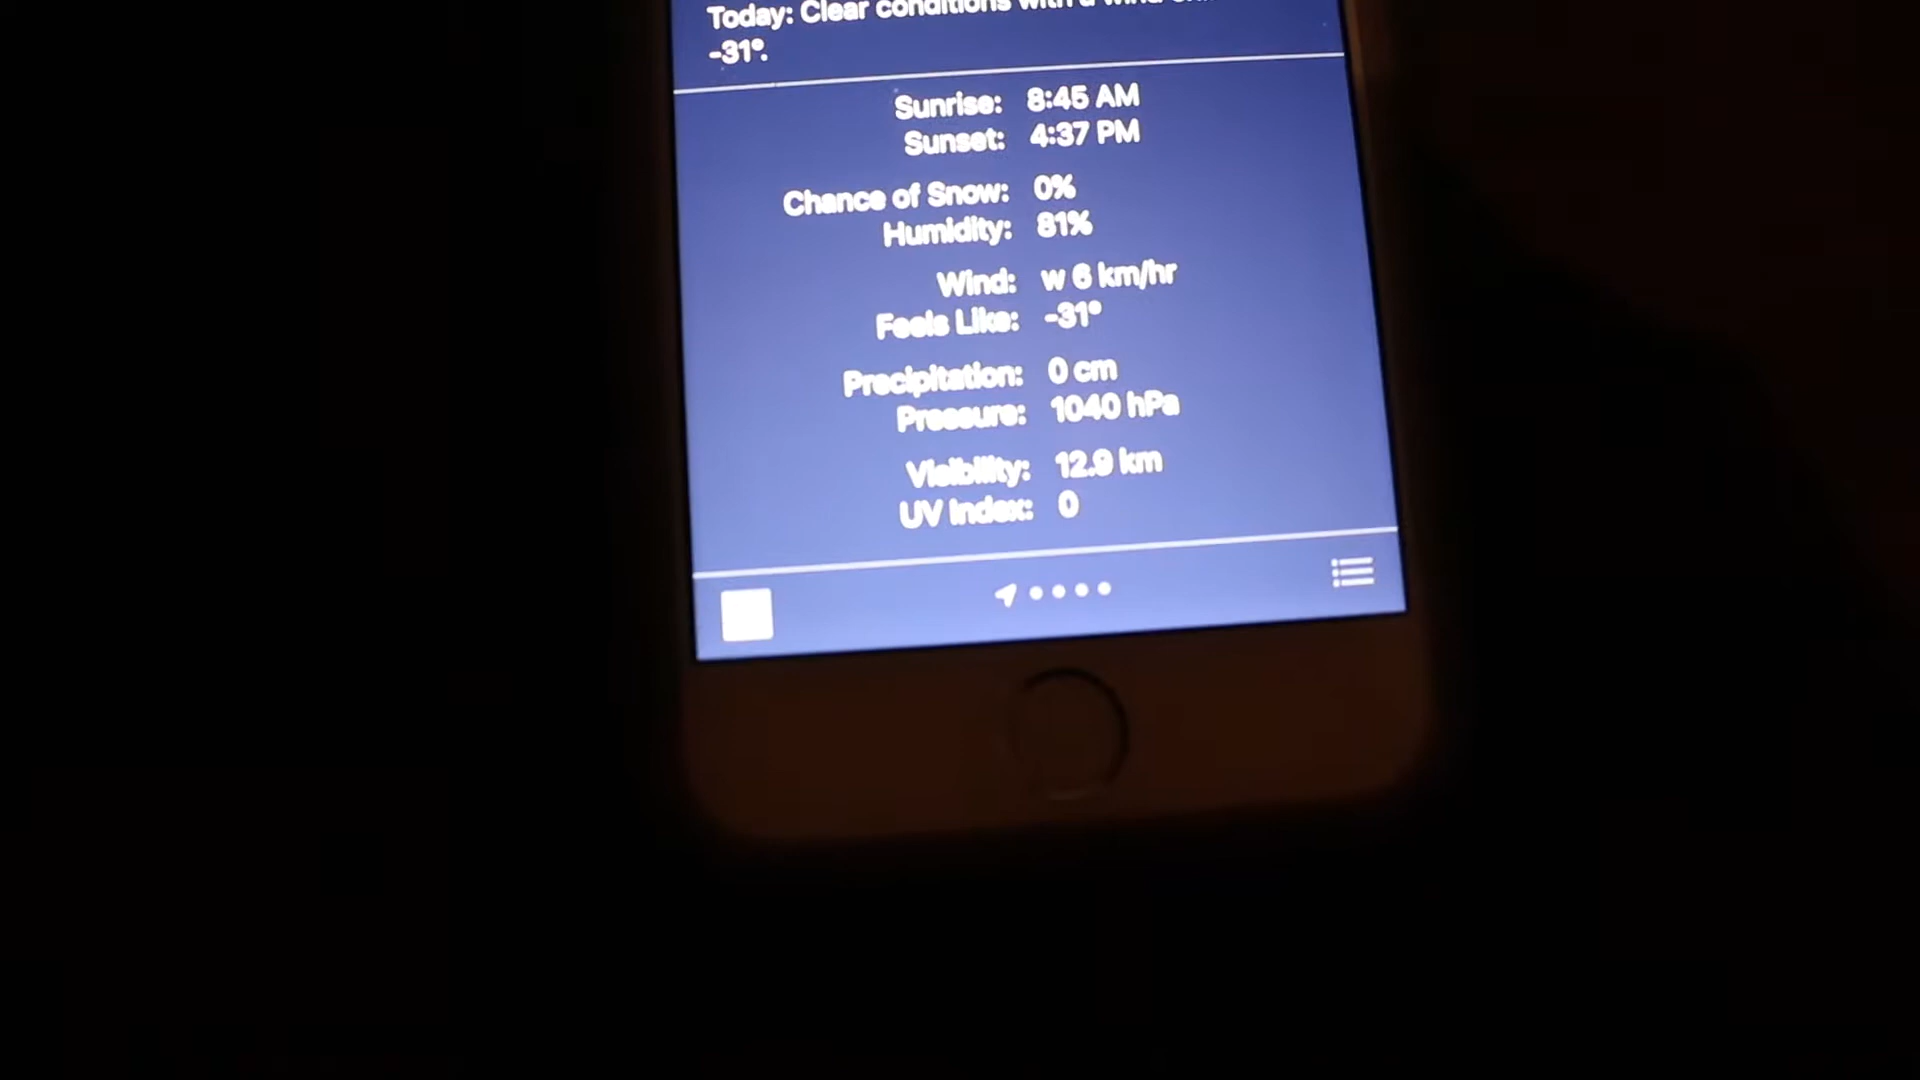 Today: Clear conditions with a wind
-31°.
Sunrise: 8:45 AM
Sunset: 4:37 PM
Chance of Snow: 0%
Humidity: 81%
Wind: w 6 km/hr
Feels Like: -31°
Precipitation: 0 cm
Pressure: 1040 hPa
Visibility: 12.9 km
UV Index: 0